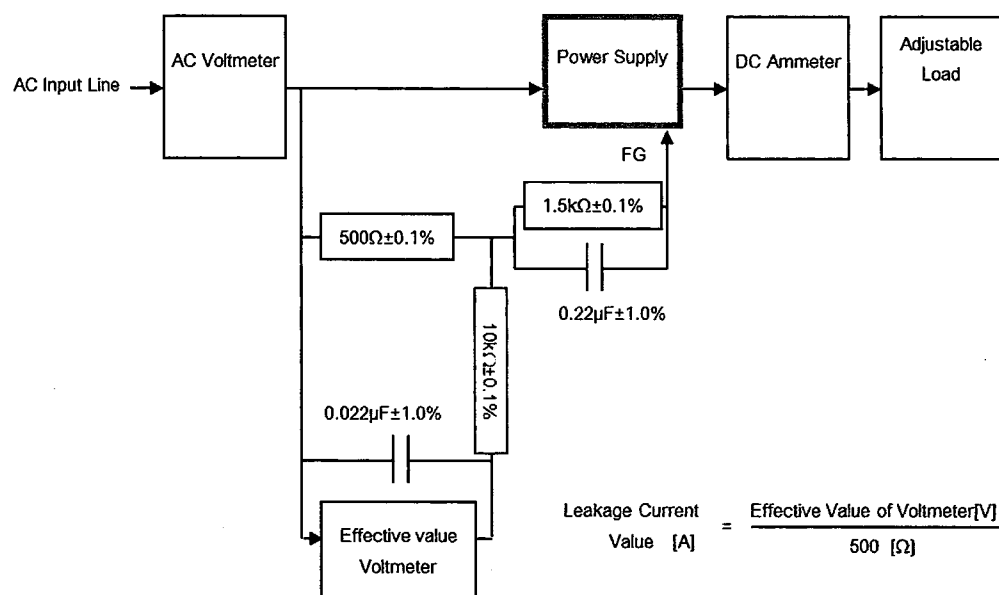 AC Voltmeter
Power Supply
DC Ammeter
Adjustable
Load
AC Input Line
FG
1.5kΩ±0.1%
500Ω±0.1%
0.22µF±1.0%
10kΩ±0.1%
0.022µF±1.0%
Effective value
Voltmeter
Leakage Current
Value [A]
=
Effective Value of Voltmeter[V]
500 [Ω]